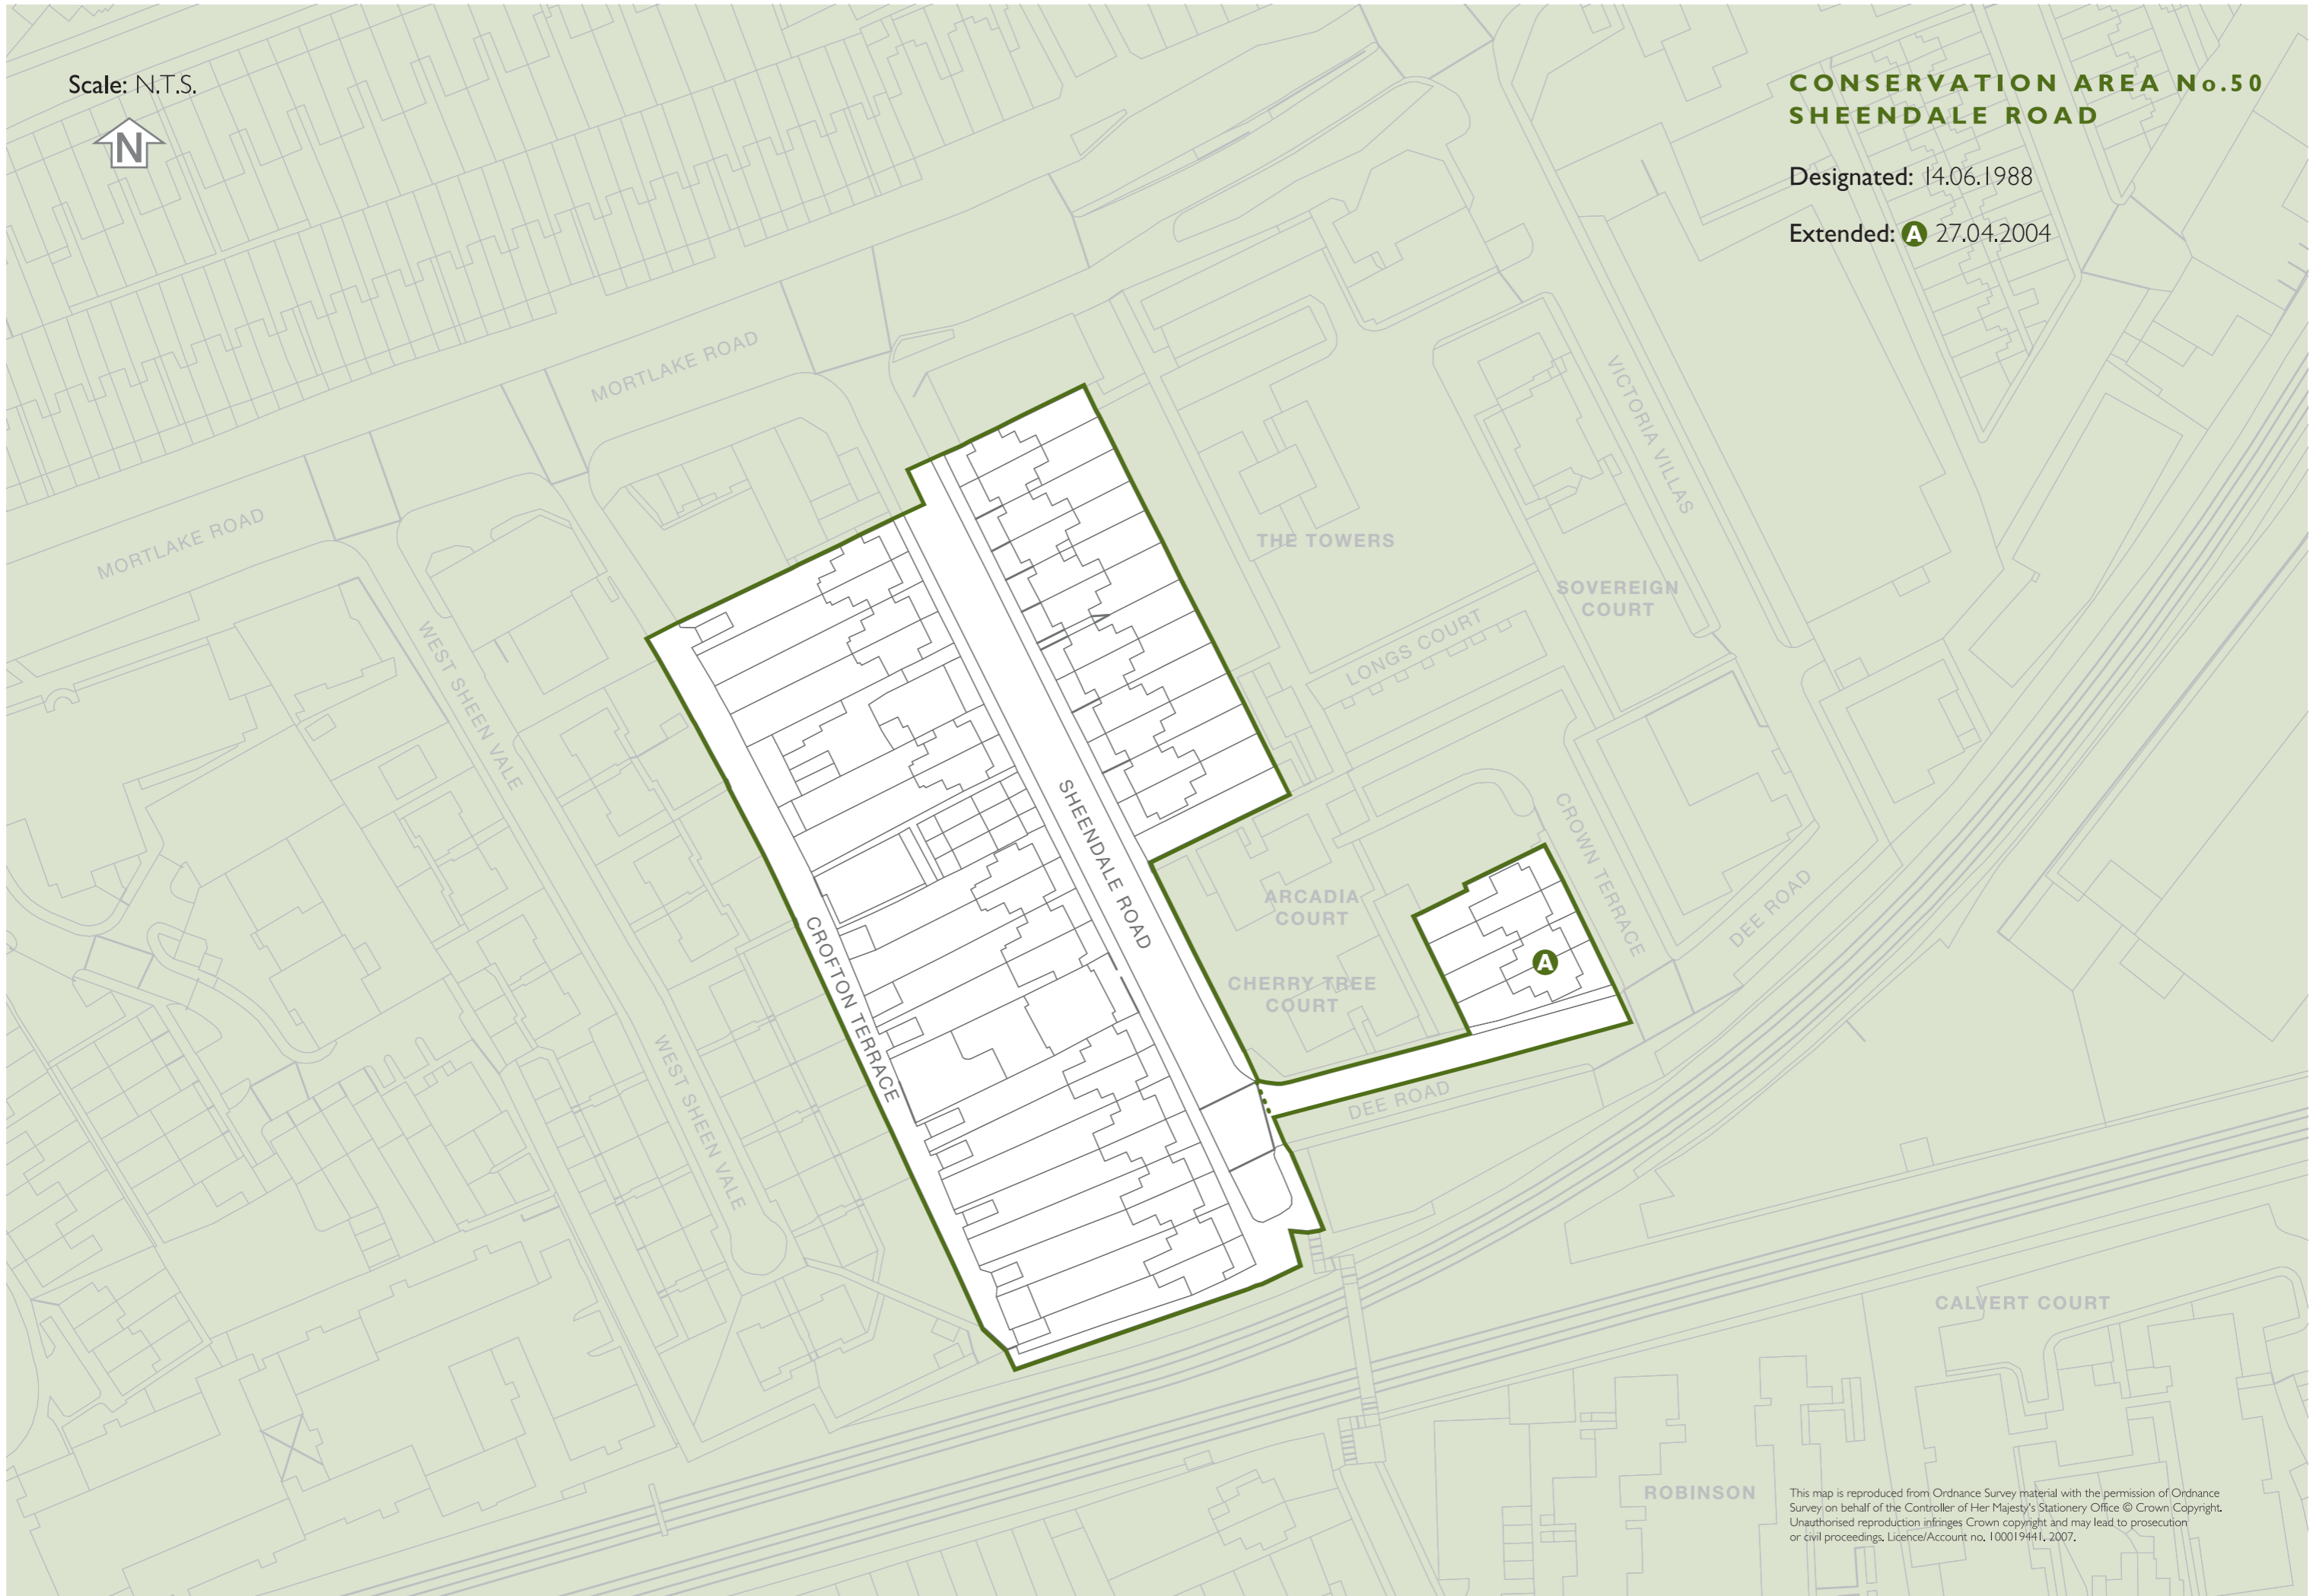 Scale: N.T.S.
N
CONSERVATION AREA No.50
SHEENDALE ROAD
Designated: 14.06.1988
Extended: A 27.04.2004
MORTLAKE ROAD
MORTLAKE ROAD
VICTORIA VILLAS
THE TOWERS
SOVEREIGN
COURT
LONGS COURT
WEST SHEEN VALE
SHEENDALE ROAD
CROWN TERRACE
ARCADIA
COURT
DEE ROAD
CROFTON TERRACE
A
CHERRY TREE
COURT
WEST SHEEN VALE
DEE ROAD
CALVERT COURT
ROBINSON
This map is reproduced from Ordnance Survey material with the permission of Ordnance
Survey on behalf of the Controller of Her Majesty's Stationery Office © Crown Copyright.
Unauthorised reproduction infringes Crown copyright and may lead to prosecution
or civil proceedings. Licence/Account no. 100019441, 2007.